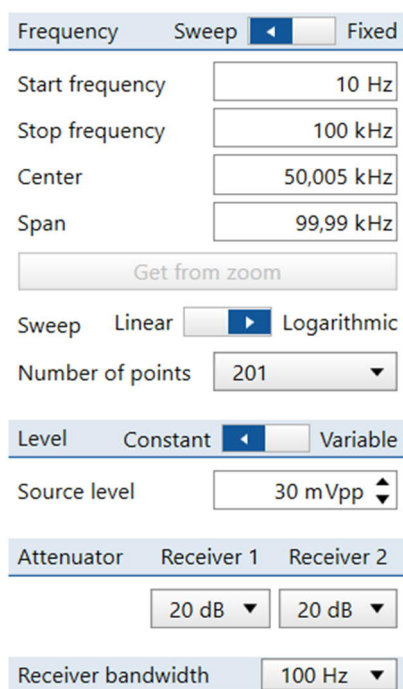 Frequency Sweep Fixed
Start frequency 10 Hz
Stop frequency 100 kHz
Center 50,005 kHz
Span 99,99 kHz
Get from zoom
Sweep Linear Logarithmic
Number of points 201
Level Constant Variable
Source level 30 mVpp
Attenuator Receiver 1 Receiver 2
20 dB 20 dB
Receiver bandwidth 100 Hz